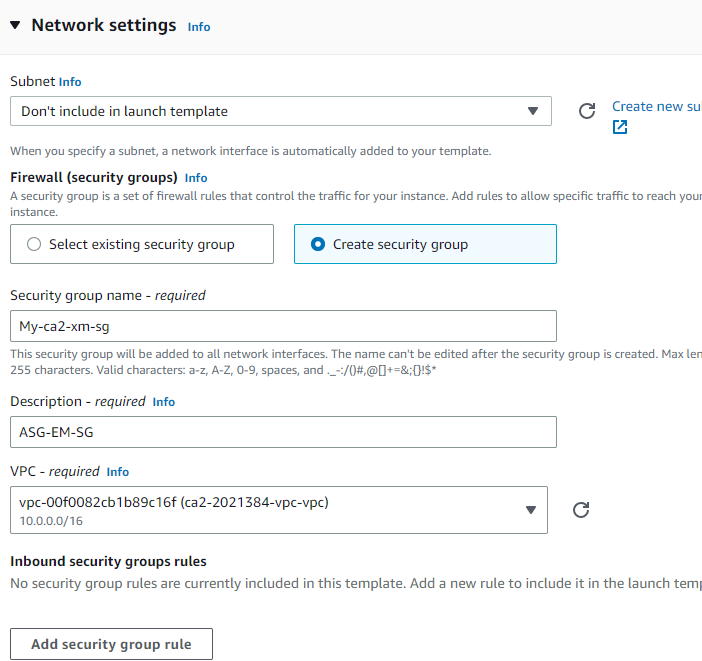 Network settings Info
Subnet Info
Don't include in launch template
Create new su
When you specify a subnet, a network interface is automatically added to your template.
Firewall (security groups) Info
A security group is a set of firewall rules that control the traffic for your instance. Add rules to allow specific traffic to reach your
instance.
Select existing security group
Create security group
Security group name - required
My-ca2-xm-sg
This security group will be added to all network interfaces. The name can't be edited after the security group is created. Max len
255 characters. Valid characters: a-z, A-Z, 0-9, spaces, and ._-:/()#,@[]+=&;{}!$*
Description - required Info
ASG-EM-SG
VPC - required Info
vpc-00f0082cb1b89c16f (ca2-2021384-vpc-vpc)
10.0.0.0/16
Inbound security groups rules
No security group rules are currently included in this template. Add a new rule to include it in the launch temp
Add security group rule